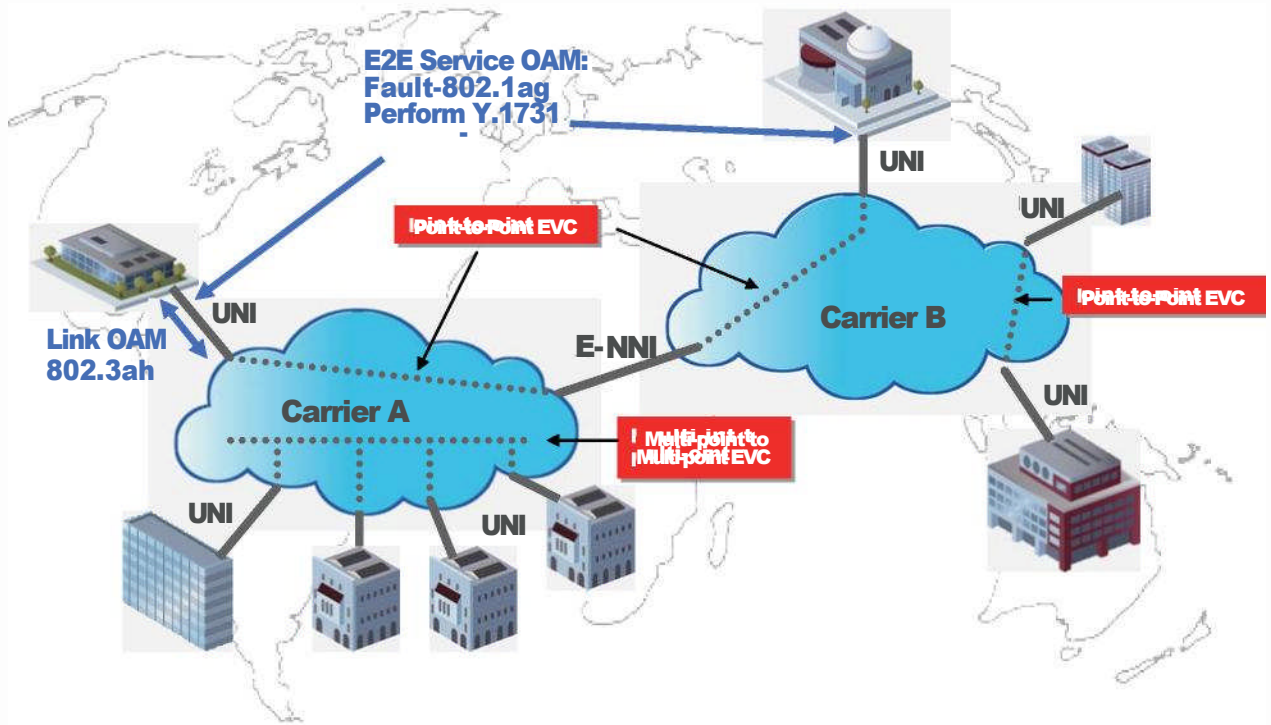 E2E Service OAM:
Fault-802.1ag
Perform Y.1731
-
UNI
UNI
Point-to-Point EVC
UNI
Point-to-Point EVC
Carrier B
Link OAM
802.3ah
E-NNI
Carrier A
UNI
Multi-point to
Multi-point EVC
UNI
UNI